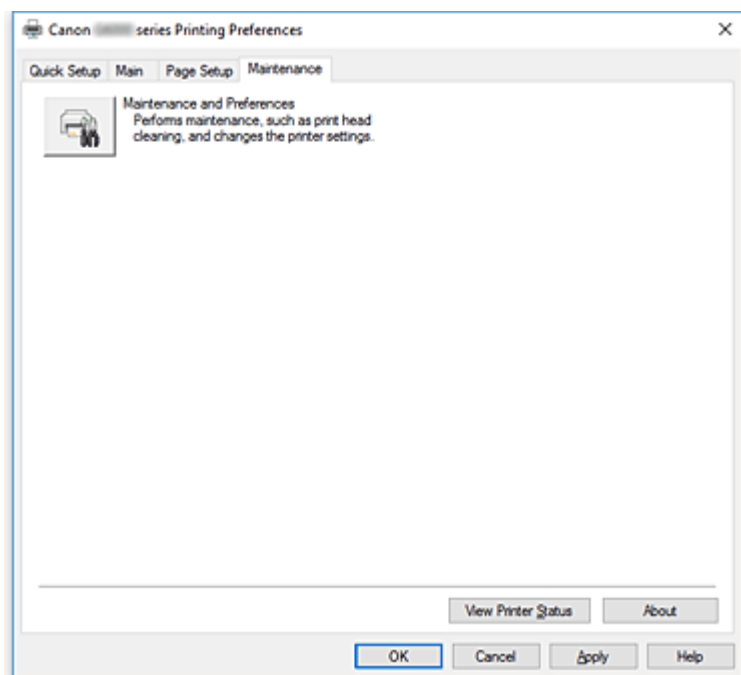 Canon series Printing Preferences
Quick Setup Main Page Setup Maintenance
Maintenance and Preferences
Performs maintenance, such as print head
cleaning, and changes the printer settings.
View Printer Status About
OK Cancel Apply Help